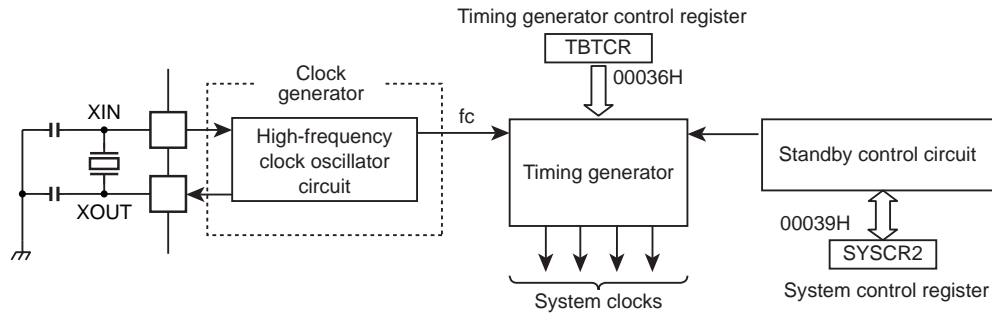 Timing generator control register
TBTCR
00036H
Clock
generator
XIN
fc
High-frequency
clock oscillator
circuit
Timing generator
Standby control circuit
XOUT
00039H
SYSCR2
System clocks
System control register